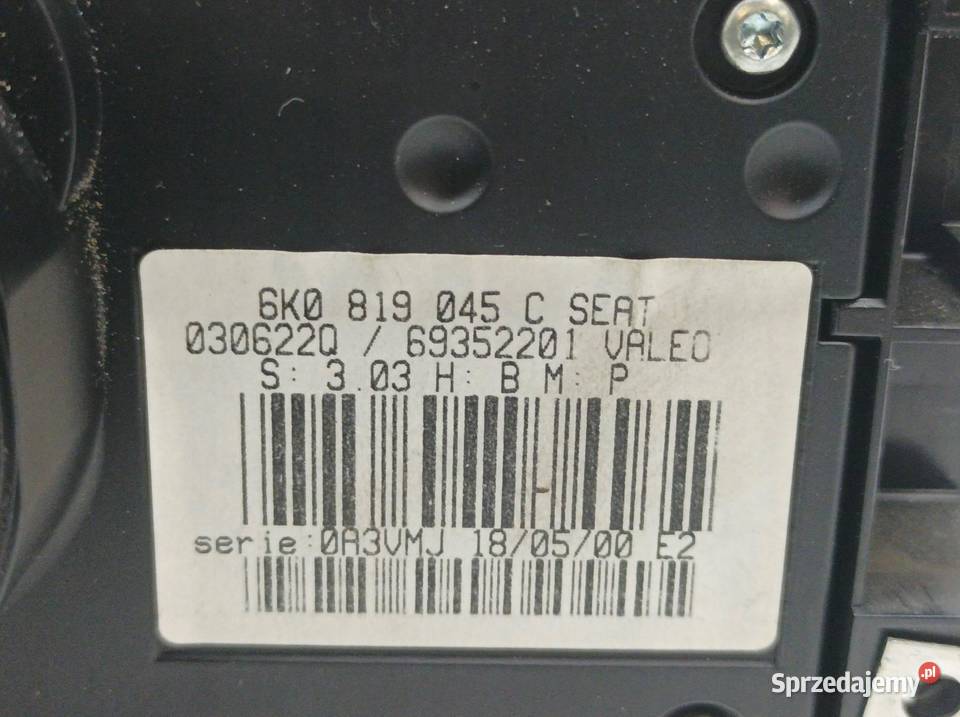 6K0 819 045 C SEAT
030622Q / 69352201 VALEO
S: 3.03 H: B M: P
serie:0A3VMJ 18/05/00 E2
Sprzedajemy.pl